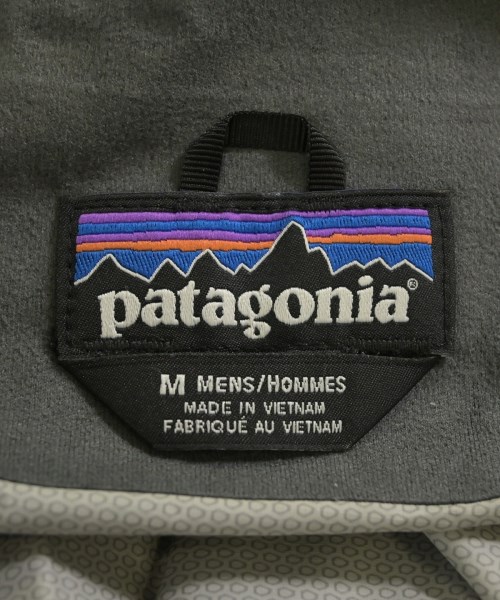 patagonia®
M MENS/HOMMES
MADE IN VIETNAM
FABRIQUÉ AU VIETNAM